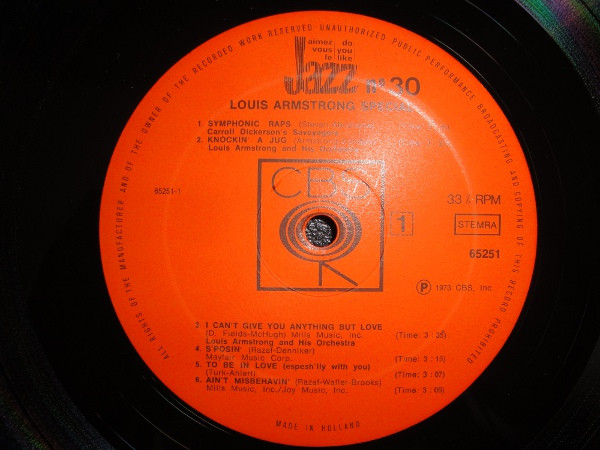 ALL RIGHTS OF THE MANUFACTURER AND OF THE OWNER OF THE RECORDED WORK RESERVED UNAUTHORIZED PUBLIC PERFORMANCE BROADCASTING AND COPYING OF THIS RECORD PROHIBITED
aimez do
vous you
le like
Jazz nº 30
LOUIS ARMSTRONG
1. SYMPHONIC RAPS
Carroll Dickerson's Savoyagers
2. KNOCKIN' A JUG
Louis Armstrong and His
CBS
65251-1
33 RPM
1
STEMRA
65251
Ⓟ 1973 CBS, Inc.
3. I CAN'T GIVE YOU ANYTHING BUT LOVE
(D. Fields-McHugh) Mills Music, Inc. (Time: 3 : 25)
Louis Armstrong and His Orchestra
4. S'POSIN' (Razaf-Denniker)
Mayfair Music Corp. (Time: 3 : 13)
5. TO BE IN LOVE (espesh'lly with you)
(Turk-Ahlert) (Time: 3 : 07)
6. AIN'T MISBEHAVIN' (Razaf-Waller-Brooks)
Mills Music, Inc./Joy Music, Inc. (Time: 3 : 09)
MADE IN HOLLAND